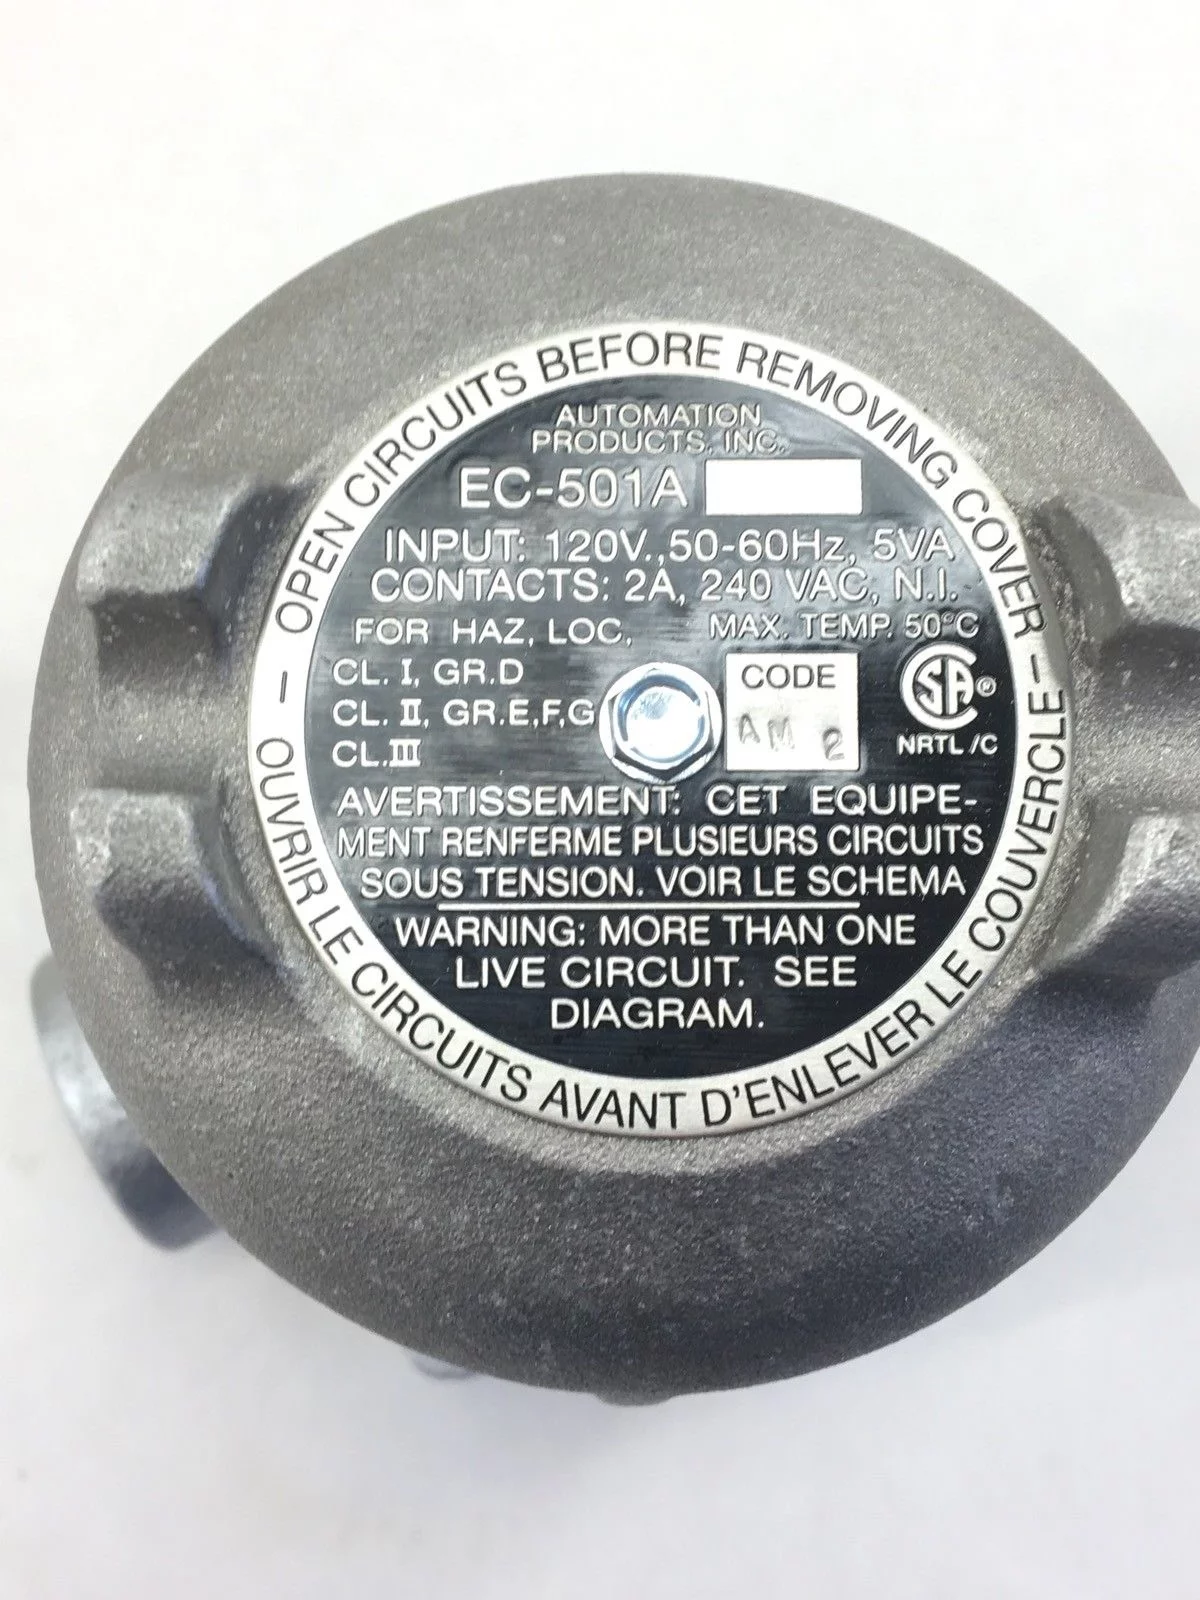 OPEN CIRCUITS BEFORE REMOVING COVER –
OUVRIR LE CIRCUITS AVANT D'ENLEVER LE COUVERCLE –
AUTOMATION
PRODUCTS, INC.
EC-501A
INPUT: 120V.,50-60Hz, 5VA
CONTACTS: 2A, 240 VAC, N.I.
FOR HAZ, LOC, MAX. TEMP. 50°C
CL. I, GR.D
CL. II, GR.E,F,G
CL.III
CODE
AM 2
SA®
NRTL/C
AVERTISSEMENT: CET EQUIPE-
MENT RENFERME PLUSIEURS CIRCUITS
SOUS TENSION. VOIR LE SCHEMA
WARNING: MORE THAN ONE
LIVE CIRCUIT. SEE
DIAGRAM.